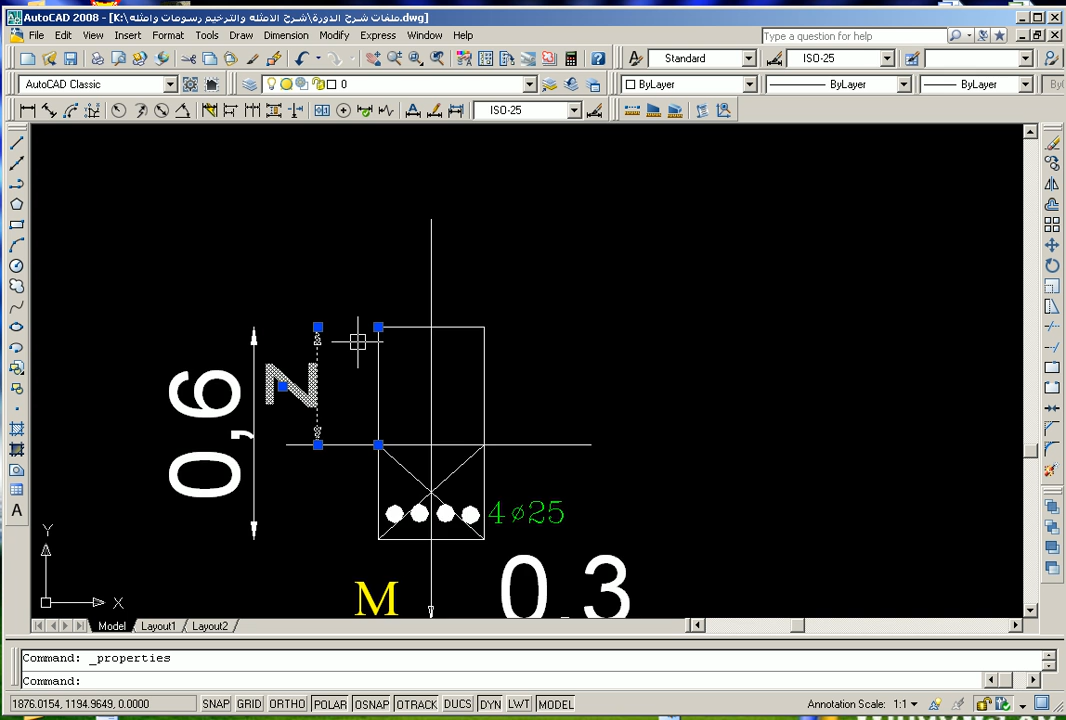 AutoCAD 2008 - [K:\ملفات شرح الدورة\شرح الامثله والترخيم رسومات وامثله.dwg]
File Edit View Insert Format Tools Draw Dimension Modify Express Window Help
Type a question for help
Standard ISO-25
AutoCAD Classic 0 ByLayer ByLayer ByLayer
ISO-25
0,6
Z
4ø25
M
0,3
Y
X
Model Layout1 Layout2
Command: _properties
Command:
1876.0154, 1194.9649, 0.0000 SNAP GRID ORTHO POLAR OSNAP OTRACK DUCS DYN LWT MODEL Annotation Scale: 1:1